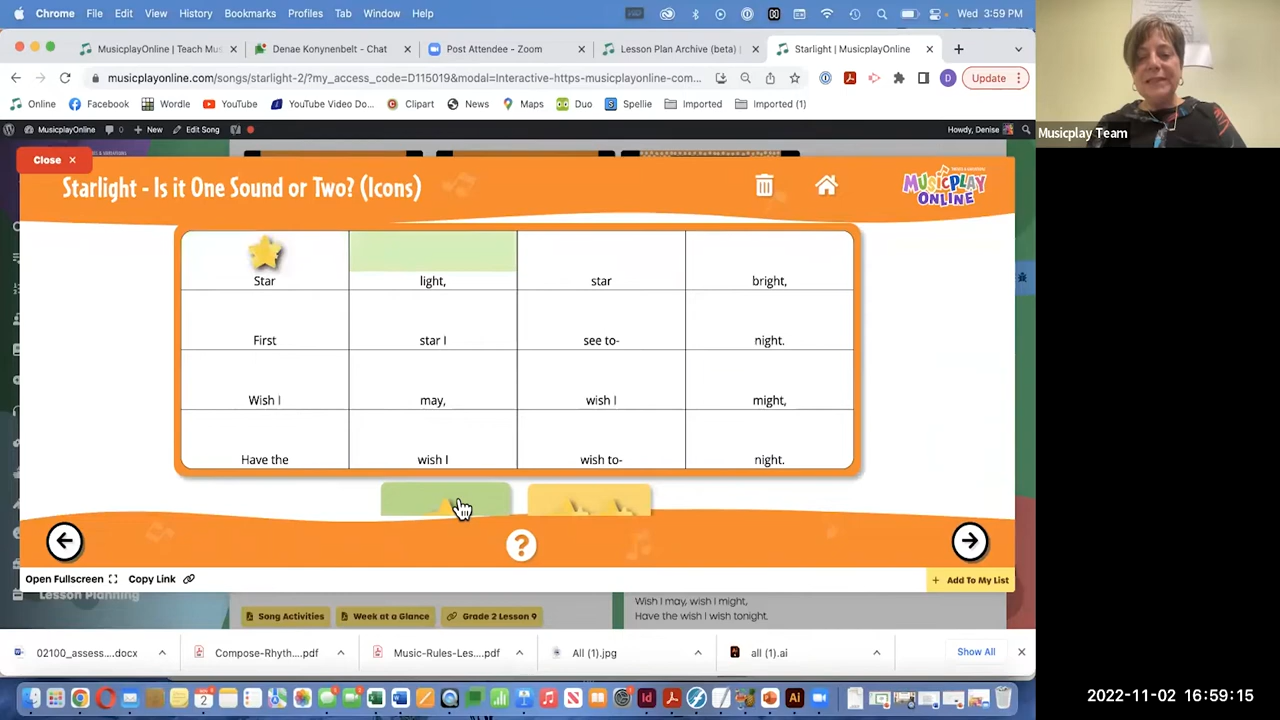 Chrome File Edit View History Bookmarks Profiles Tab Window Help
Wed 3:59 PM
MusicplayOnline | Teach Mu
Denae Konynenbelt - Chat
Post Attendee - Zoom
Lesson Plan Archive (beta) |
Starlight | MusicplayOnline
musicplayonline.com/songs/starlight-2/?my_access_code=D115019&modal=Interactive-https-musicplayonline-com...
D
Update
Online Facebook Wordle YouTube YouTube Video Do... Clipart News Maps Duo Spellie Imported Imported (1)
MusicplayOnline 0 New Edit Song Howdy, Denise
Close ×
Starlight - Is it One Sound or Two? (Icons)
MUSICPLAY ONLINE
Star light, star bright,
First star I see to- night.
Wish I may, wish I might,
Have the wish I wish to- night.
?
Open Fullscreen Copy Link + Add To My List
Lesson Planning
Song Activities Week at a Glance Grade 2 Lesson 9
Wish I may, wish I might,
Have the wish I wish tonight.
02100_assess....docx Compose-Rhyth....pdf Music-Rules-Les....pdf All (1).jpg all (1).ai Show All
Musicplay Team
2022-11-02 16:59:15